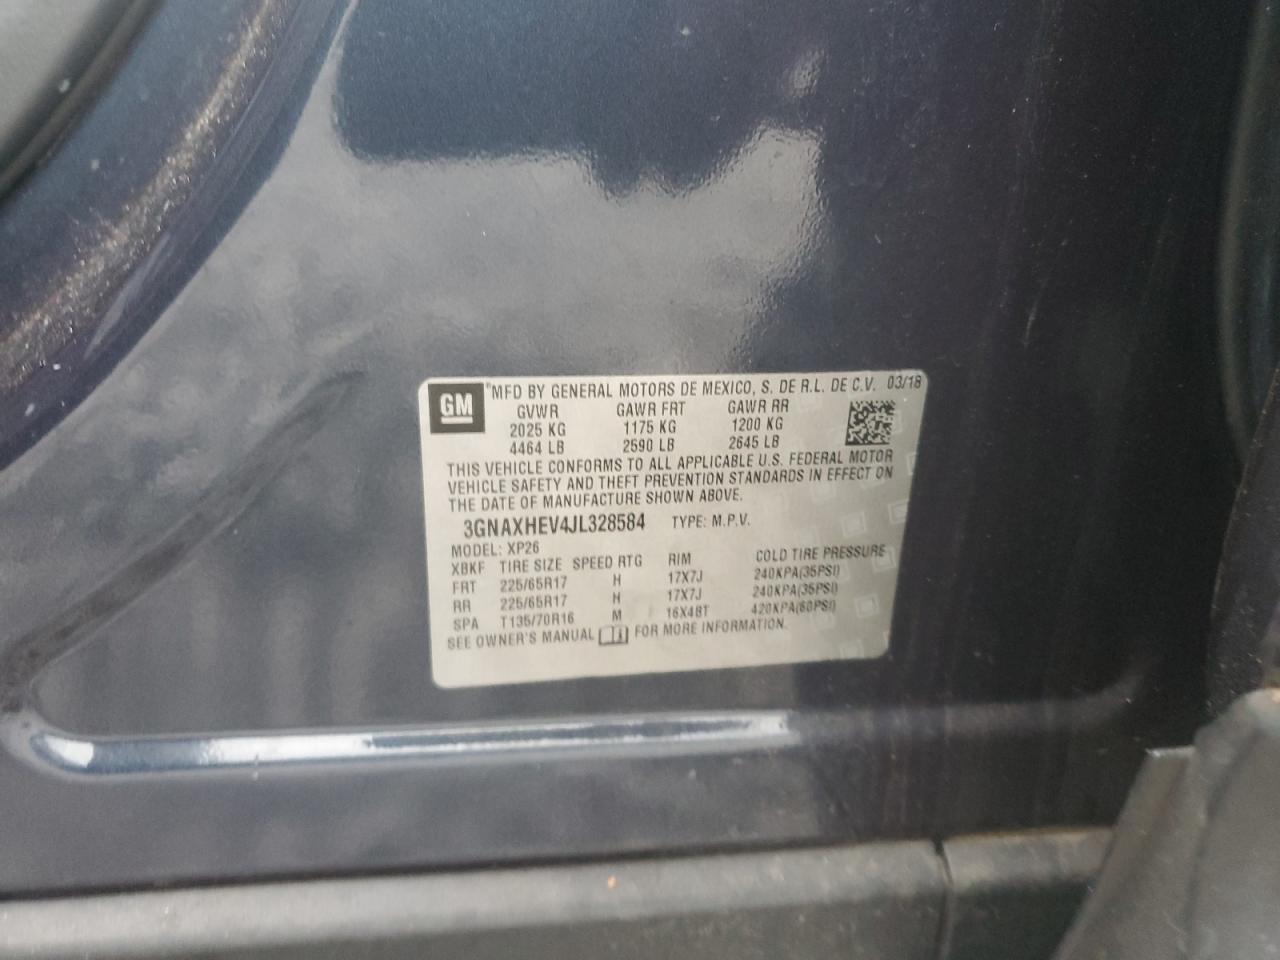 GM
®MFD BY GENERAL MOTORS DE MEXICO, S. DE R.L. DE C.V. 03/18
GVWR GAWR FRT GAWR RR
2025 KG 1175 KG 1200 KG
4464 LB 2590 LB 2645 LB
THIS VEHICLE CONFORMS TO ALL APPLICABLE U.S. FEDERAL MOTOR
VEHICLE SAFETY AND THEFT PREVENTION STANDARDS IN EFFECT ON
THE DATE OF MANUFACTURE SHOWN ABOVE.
3GNAXHEV4JL328584 TYPE: M.P.V.
MODEL: XP26
XBKF TIRE SIZE SPEED RTG RIM COLD TIRE PRESSURE
FRT 225/65R17 H 17X7J 240KPA(35PSI)
RR 225/65R17 H 17X7J 240KPA(35PSI)
SPA T135/70R16 M 16X4BT 420KPA(60PSI)
SEE OWNER'S MANUAL FOR MORE INFORMATION.